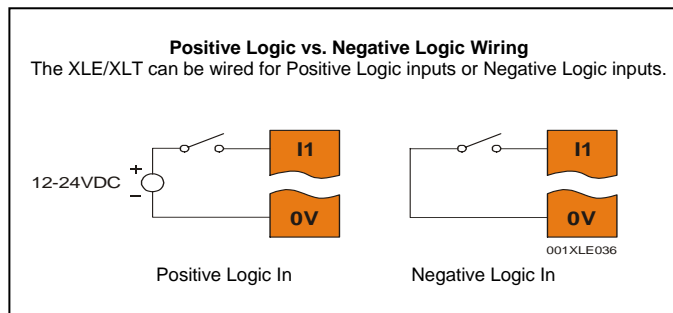 Positive Logic vs. Negative Logic Wiring
The XLE/XLT can be wired for Positive Logic inputs or Negative Logic inputs.
I1
I1
+
12-24VDC
–
0V
0V
001XLE036
Positive Logic In
Negative Logic In